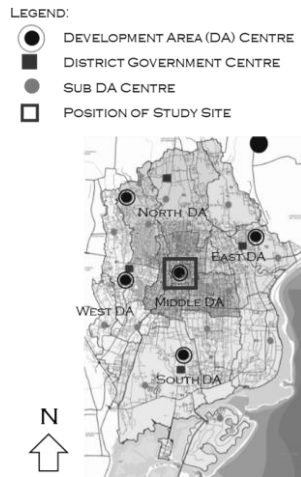 LEGEND:
DEVELOPMENT AREA (DA) CENTRE
DISTRICT GOVERNMENT CENTRE
SUB DA CENTRE
POSITION OF STUDY SITE
NORTH DA
EAST DA
MIDDLE DA
WEST DA
SOUTH DA
N